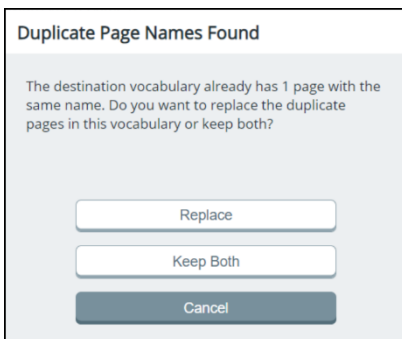 Duplicate Page Names Found
The destination vocabulary already has 1 page with the
same name. Do you want to replace the duplicate
pages in this vocabulary or keep both?
Replace
Keep Both
Cancel